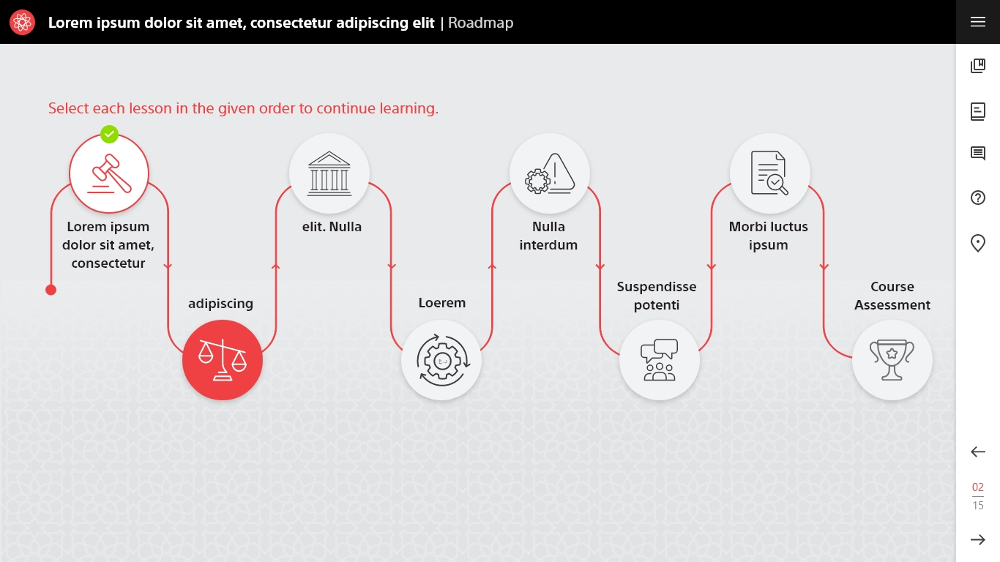 Lorem ipsum dolor sit amet, consectetur adipiscing elit | Roadmap
Select each lesson in the given order to continue learning.
Lorem ipsum
dolor sit amet,
consectetur
adipiscing
elit. Nulla
Loerem
Nulla
interdum
Suspendisse
potenti
Morbi luctus
ipsum
Course
Assessment
02
15